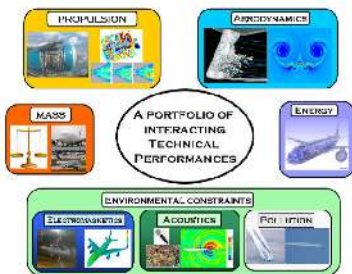 PROPULSION
AERODYNAMICS
MASS
A PORTFOLIO OF
INTERACTING
TECHNICAL
PERFORMANCES
ENERGY
ENVIRONMENTAL CONSTRAINTS
ELECTROMAGNETICS
ACOUSTICS
POLLUTION